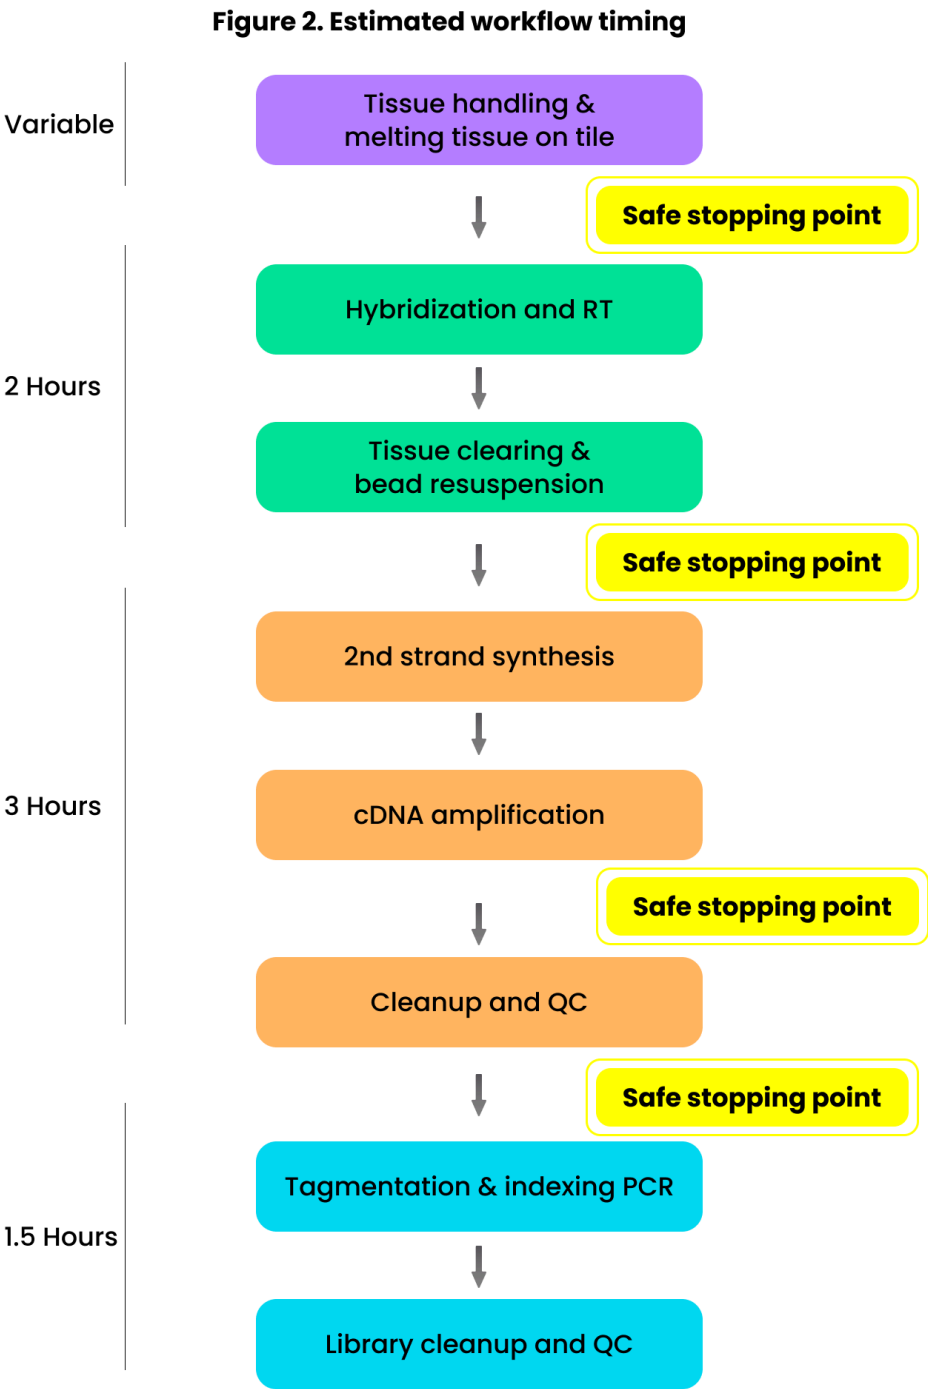 Figure 2. Estimated workflow timing
Variable
Tissue handling &
melting tissue on tile
Safe stopping point
Hybridization and RT
2 Hours
Tissue clearing &
bead resuspension
Safe stopping point
2nd strand synthesis
3 Hours
cDNA amplification
Safe stopping point
Cleanup and QC
Safe stopping point
Tagmentation & indexing PCR
1.5 Hours
Library cleanup and QC